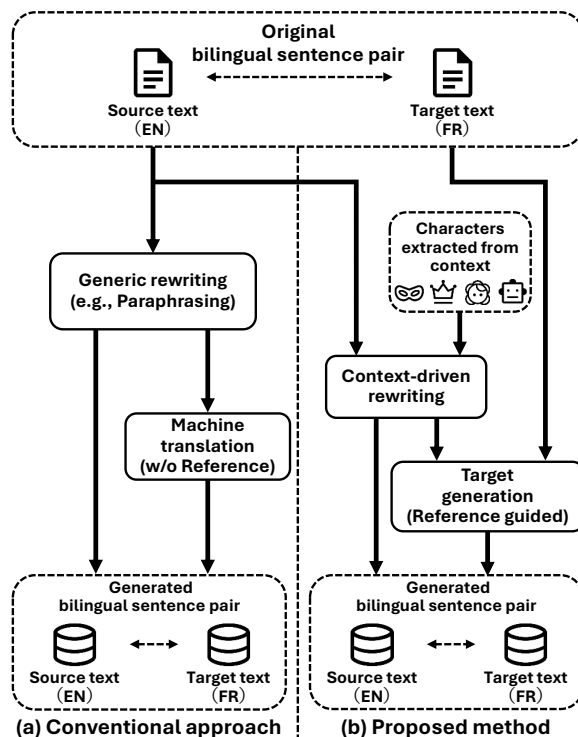 Original
bilingual sentence pair
Source text
(EN)
Target text
(FR)
Generic rewriting
(e.g., Paraphrasing)
Machine
translation
(w/o Reference)
Generated
bilingual sentence pair
Source text
(EN)
Target text
(FR)
(a) Conventional approach
Characters
extracted from
context
Context-driven
rewriting
Target
generation
(Reference guided)
Generated
bilingual sentence pair
Source text
(EN)
Target text
(FR)
(b) Proposed method